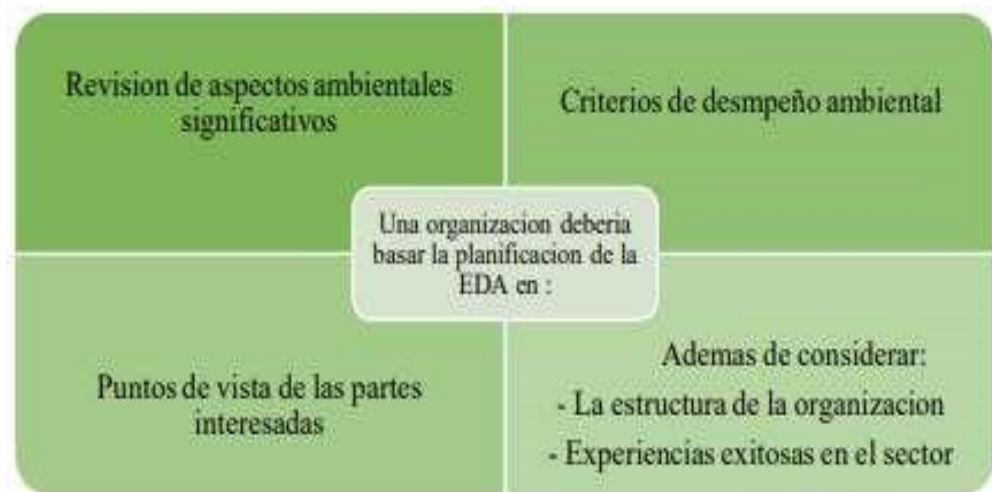 Revision de aspectos ambientales
significativos
Criterios de desmpeño ambiental
Una organizacion deberia
basar la planificacion de la
EDA en :
Puntos de vista de las partes
interesadas
Ademas de considerar:
- La estructura de la organizacion
- Experiencias exitosas en el sector